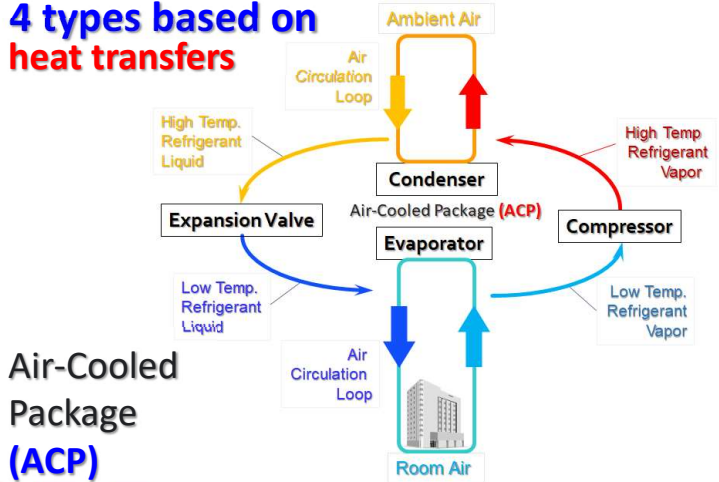 4 types based on
heat transfers
Ambient Air
Air
Circulation
Loop
High Temp.
Refrigerant
Liquid
High Temp
Refrigerant
Vapor
Condenser
Air-Cooled Package (ACP)
Expansion Valve
Compressor
Evaporator
Low Temp.
Refrigerant
Liquid
Low Temp.
Refrigerant
Vapor
Air
Circulation
Loop
Room Air
Air-Cooled
Package
(ACP)